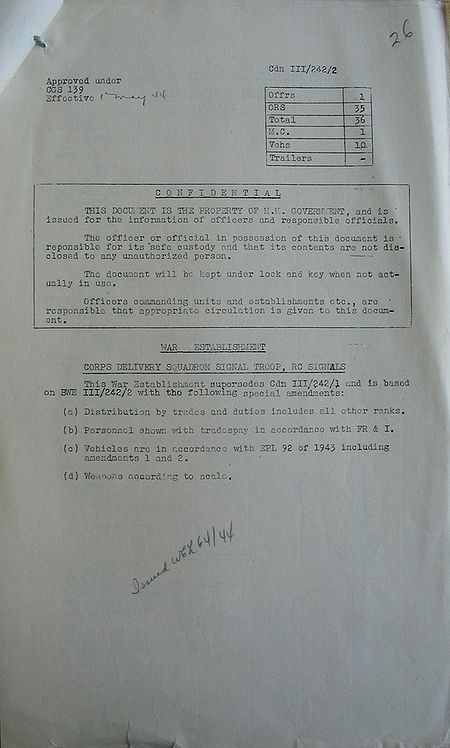 26
Cdn III/242/2
Approved under
CGS 139
Effective 1 May 44
Offrs 1
ORS 35
Total 36
M.C. 1
Vehs 10
Trailers -
CONFIDENTIAL
THIS DOCUMENT IS THE PROPERTY OF H.M. GOVERNMENT, and is
issued for the information of officers and responsible officials.
The officer or official in possession of this document is
reponsible for its safe custody and that its contents are not dis-
closed to any unauthorized person.
The document will be kept under lock and key when not act-
ually in use.
Officers commanding units and establishments etc., are
responsible that appropriate circulation is given to this docum-
ent.
WAR ESTABLISHMENT
CORPS DELIVERY SQUADRON SIGNAL TROOP, RC SIGNALS
This War Establishment supersedes Cdn III/242/1 and is based
on BWE III/242/2 with the following special amendments:
(a) Distribution by trades and duties includes all other ranks.
(b) Personnel shown with tradespay in accordance with FR & I.
(c) Vehicles are in accordance with EPL 92 of 1943 including
amendments 1 and 2.
(d) Weapons according to scale.
Issued WEL 64/44